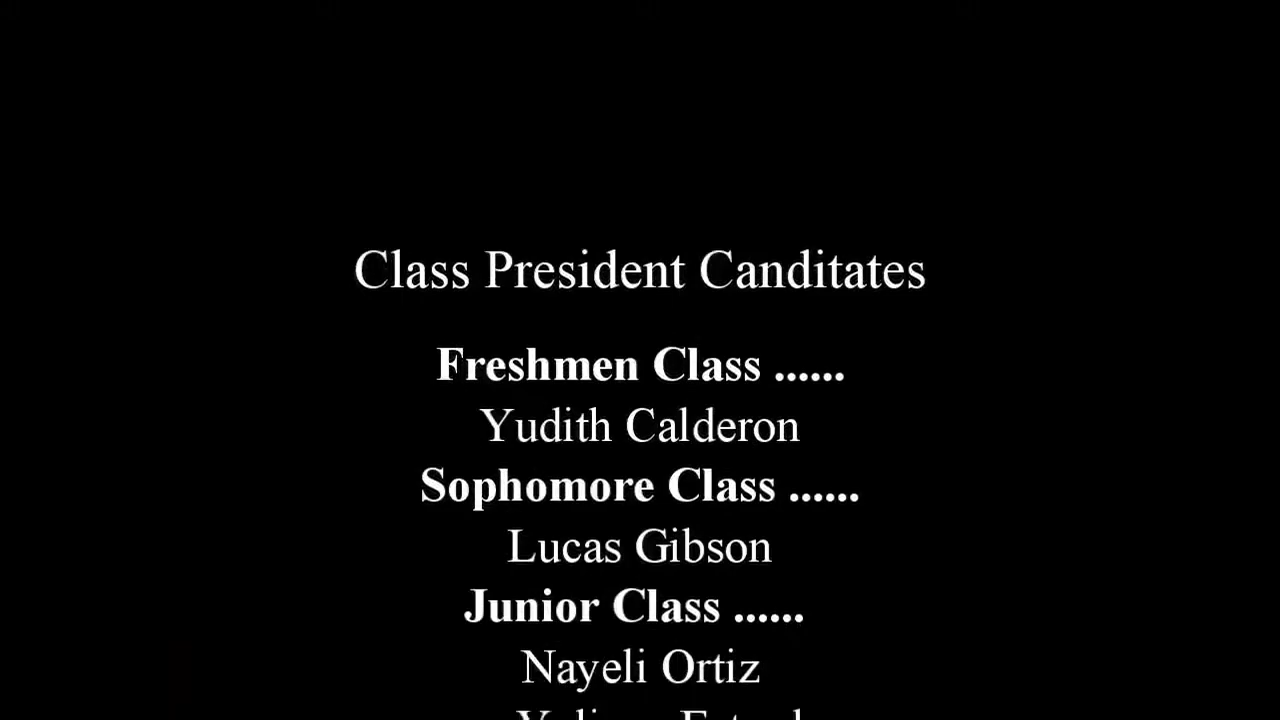 Class President Canditates
Freshmen Class ......
Yudith Calderon
Sophomore Class ......
Lucas Gibson
Junior Class ......
Nayeli Ortiz